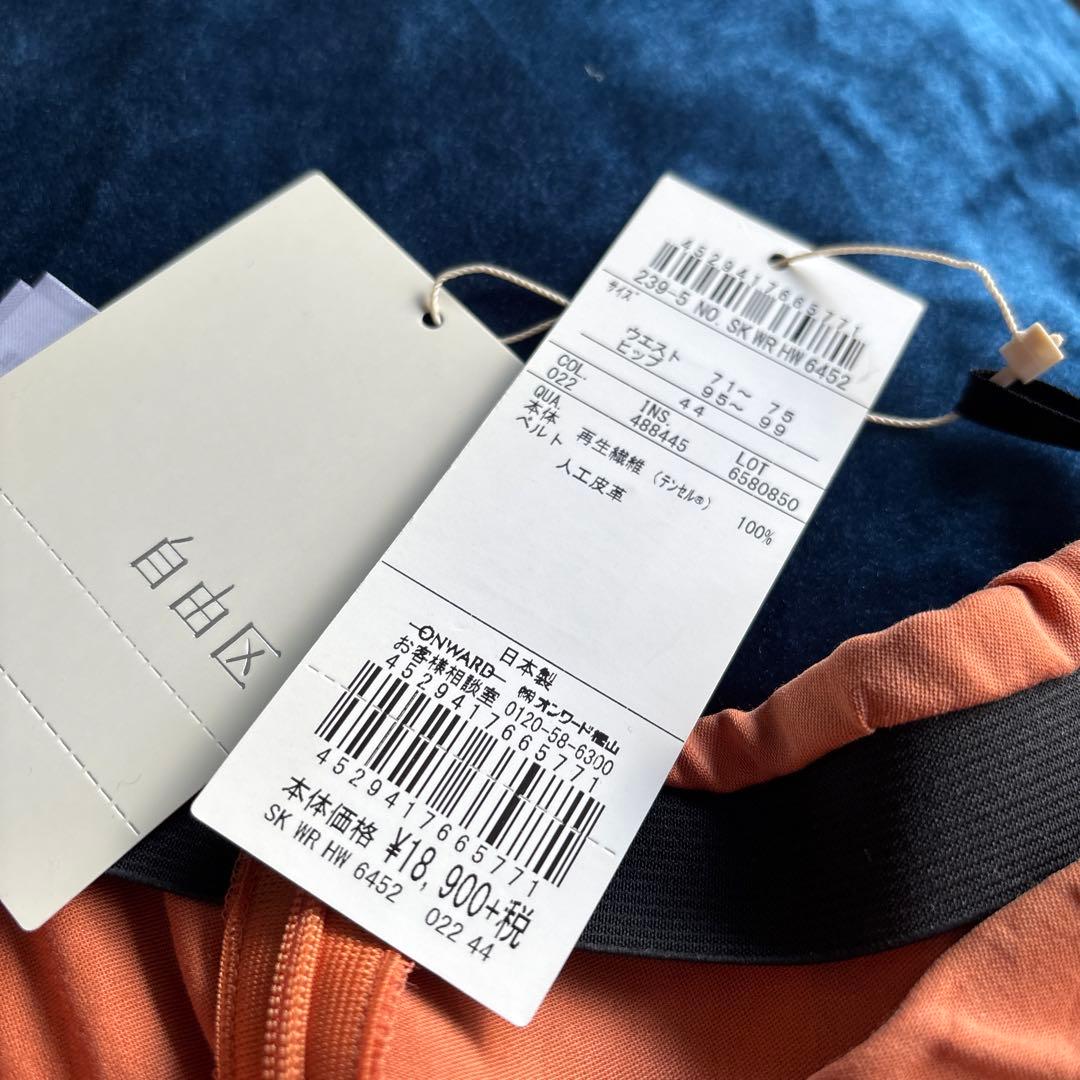 自由区
4529417665771
239-5 NO. SK WR HW 6452
サイズ
ウエスト 71〜 75
ヒップ 95〜 99
44
COL. INS. LOT
022 488445 6580850
QUA.
本体 再生繊維 (テンセル®) 100%
ベルト 人工皮革
日本製
ONWARD ㈱オンワード樫山
お客様相談室 0120-58-6300
4529417665771
4529417665771
本体価格 ¥18,900+税
SK WR HW 6452 022 44